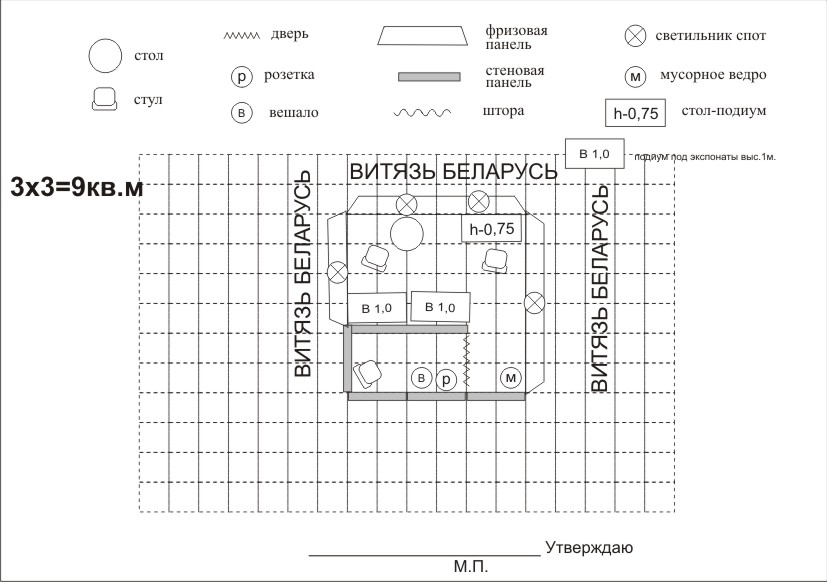 дверь
фризовая
панель
светильник спот
стол
р
розетка
стеновая
панель
м
мусорное ведро
стул
в
вешало
штора
h-0,75
стол-подиум
В 1,0
подиум под экспонаты выс.1м.
3х3=9кв.м
ВИТЯЗЬ БЕЛАРУСЬ
ВИТЯЗЬ БЕЛАРУСЬ
ВИТЯЗЬ БЕЛАРУСЬ
h-0,75
В 1,0
В 1,0
в
р
м
Утверждаю
М.П.